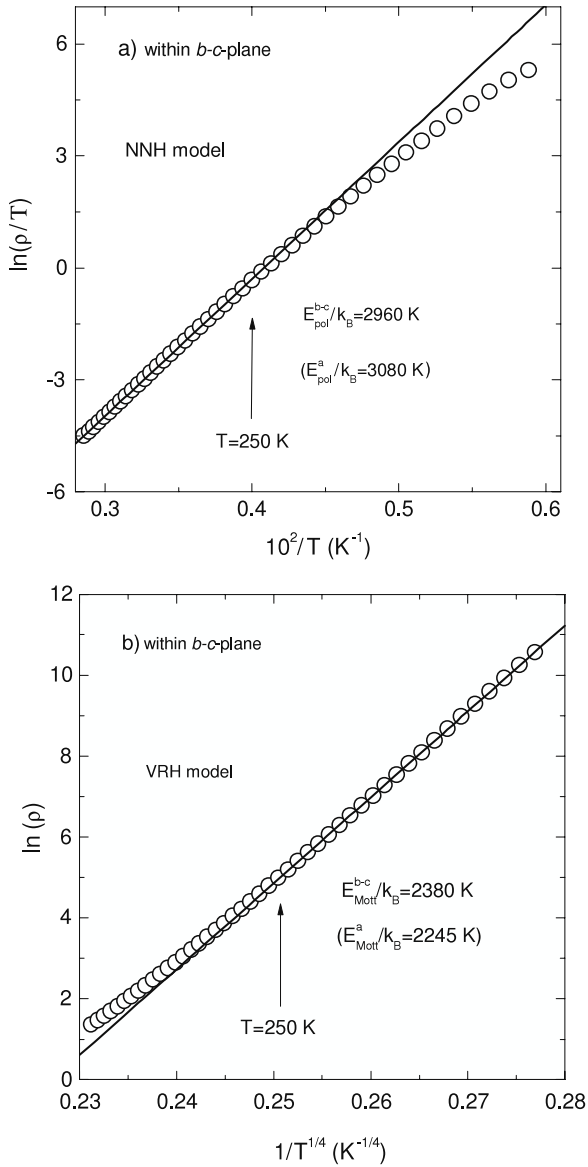 a) within b-c-plane
NNH model
ln(ρ/T)
6
3
0
-3
-6
E_pol^b-c/k_B=2960 K
(E_pol^a/k_B=3080 K)
T=250 K
0.3 0.4 0.5 0.6
10²/T (K⁻¹)
b) within b-c-plane
VRH model
ln (ρ)
12
10
8
6
4
2
0
E_Mott^b-c/k_B=2380 K
(E_Mott^a/k_B=2245 K)
T=250 K
0.23 0.24 0.25 0.26 0.27 0.28
1/T^1/4 (K^-1/4)